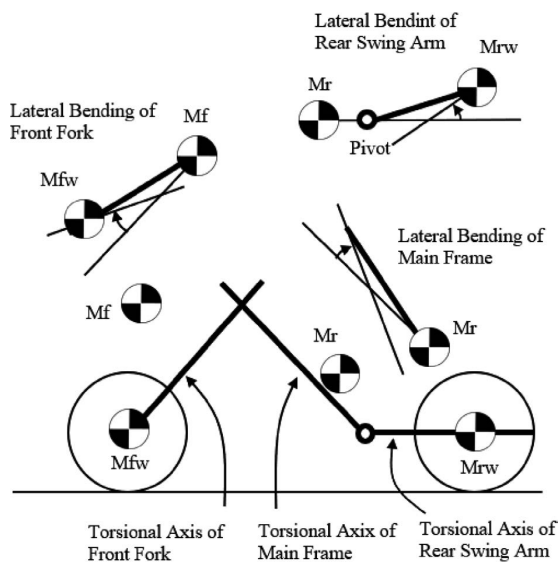 Lateral Bendint of
Rear Swing Arm
Mrw
Mr
Pivot
Lateral Bending of
Front Fork
Mf
Mfw
Lateral Bending of
Main Frame
Mr
Mf
Mr
Mfw
Mrw
Torsional Axis of
Front Fork
Torsional Axix of
Main Frame
Torsional Axis of
Rear Swing Arm